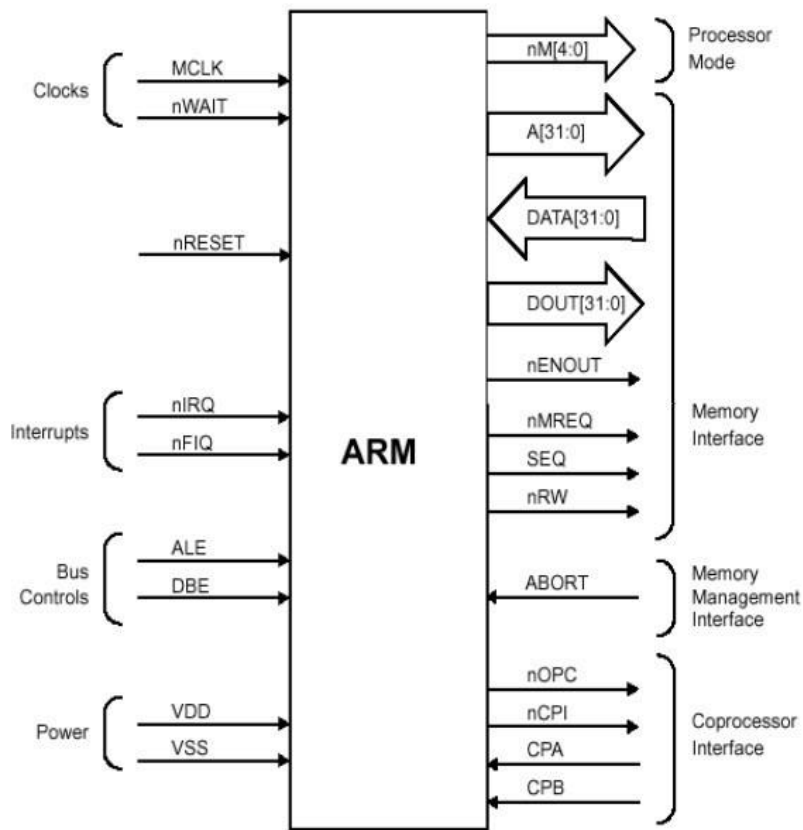 Clocks
MCLK
nWAIT
nRESET
Interrupts
nIRQ
nFIQ
Bus
Controls
ALE
DBE
Power
VDD
VSS
ARM
nM[4:0]
Processor
Mode
A[31:0]
DATA[31:0]
DOUT[31:0]
nENOUT
nMREQ
SEQ
nRW
Memory
Interface
ABORT
Memory
Management
Interface
nOPC
nCPI
CPA
CPB
Coprocessor
Interface